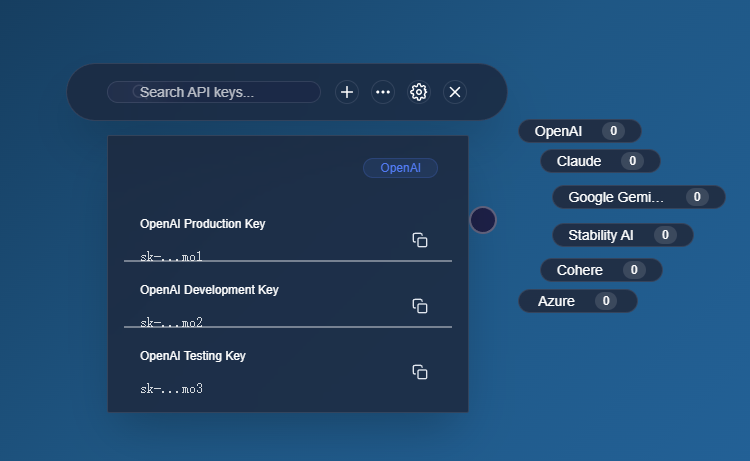 Search API keys...
OpenAI
OpenAI Production Key
sk-...mo1
OpenAI Development Key
sk-...mo2
OpenAI Testing Key
sk-...mo3
OpenAI 0
Claude 0
Google Gemi... 0
Stability AI 0
Cohere 0
Azure 0